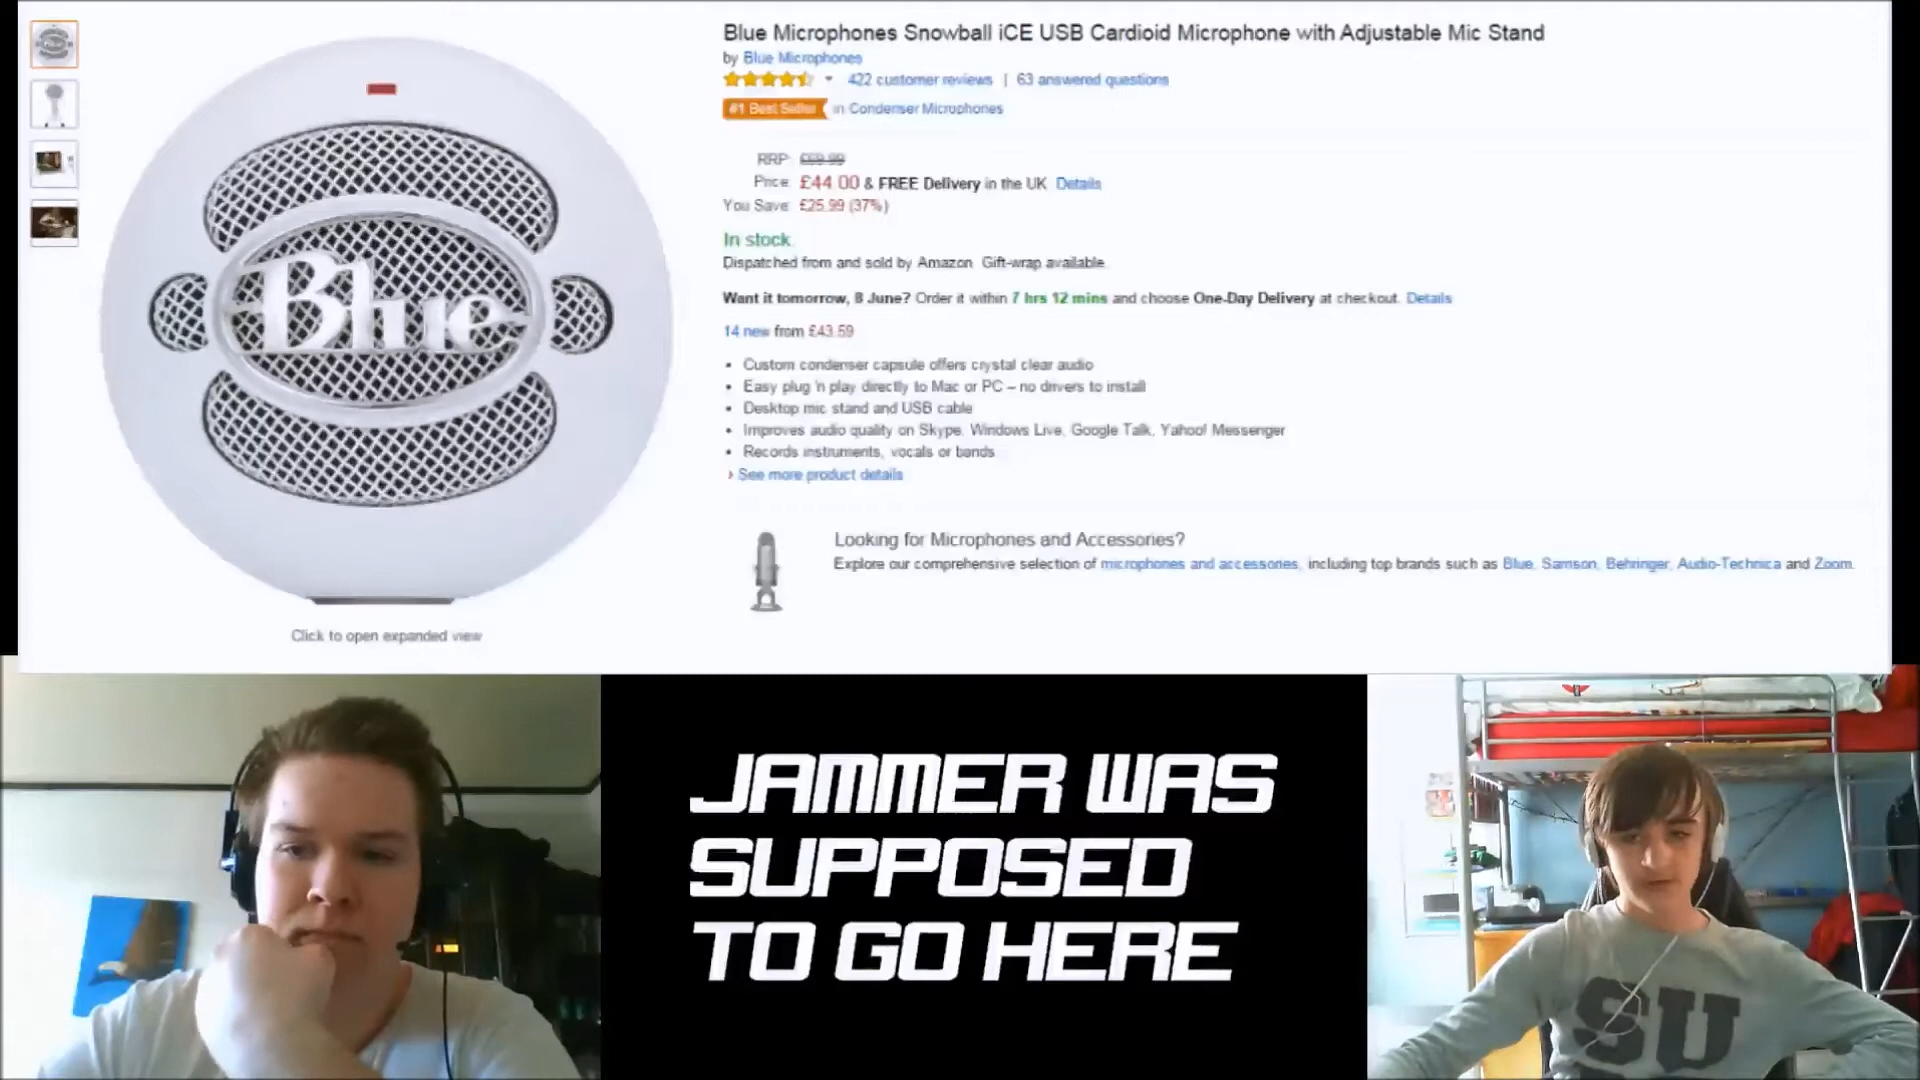 Blue Microphones Snowball iCE USB Cardioid Microphone with Adjustable Mic Stand
by Blue Microphones
422 customer reviews | 63 answered questions
#1 Best Seller in Condenser Microphones
RRP: £69.99
Price: £44.00 & FREE Delivery in the UK. Details
You Save: £25.99 (37%)
In stock.
Dispatched from and sold by Amazon. Gift-wrap available.
Want it tomorrow, 8 June? Order it within 7 hrs 12 mins and choose One-Day Delivery at checkout. Details
14 new from £43.59
Blue
• Custom condenser capsule offers crystal clear audio
• Easy plug 'n play directly to Mac or PC – no drivers to install
• Desktop mic stand and USB cable
• Improves audio quality on Skype, Windows Live, Google Talk, Yahoo! Messenger
• Records instruments, vocals or bands
› See more product details
Looking for Microphones and Accessories?
Explore our comprehensive selection of microphones and accessories, including top brands such as Blue, Samson, Behringer, Audio-Technica and Zoom.
Click to open expanded view
JAMMER WAS
SUPPOSED
TO GO HERE
SU